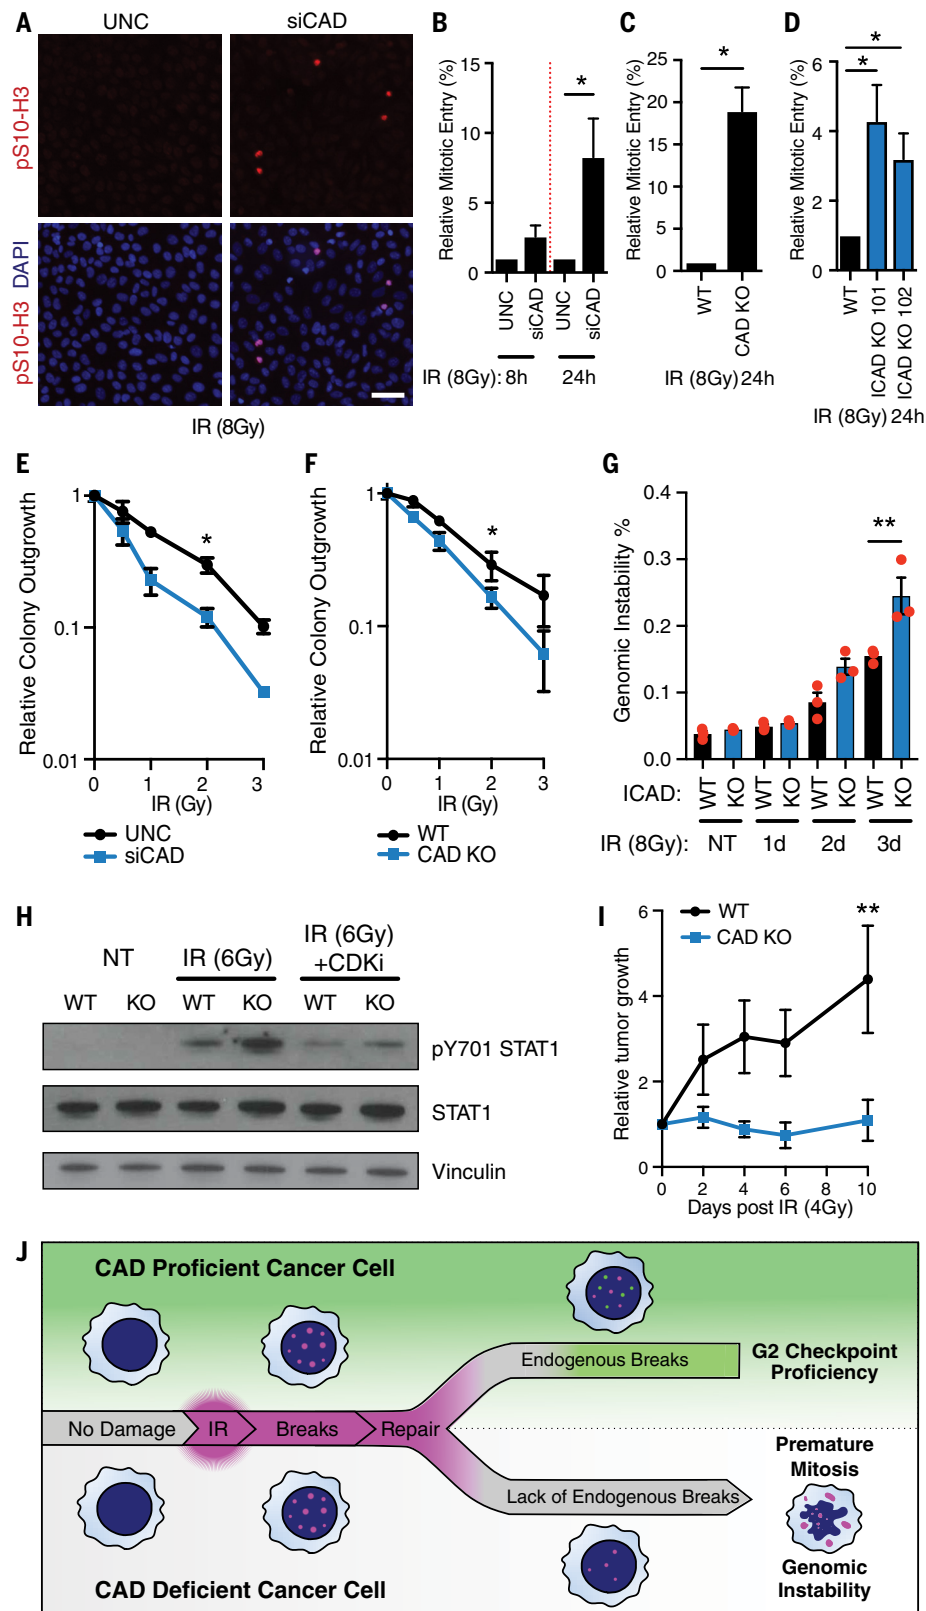 A
UNC
siCAD
pS10-H3
pS10-H3 DAPI
IR (8Gy)
B
Relative Mitotic Entry (%)
15
10
5
0
*
UNC
siCAD
UNC
siCAD
IR (8Gy): 8h
24h
C
Relative Mitotic Entry (%)
25
20
15
10
5
0
*
WT
CAD KO
IR (8Gy) 24h
D
Relative Mitotic Entry (%)
6
4
2
0
*
*
WT
ICAD KO 101
ICAD KO 102
IR (8Gy) 24h
E
Relative Colony Outgrowth
1
0.1
0.01
*
0
1
2
3
IR (Gy)
UNC
siCAD
F
Relative Colony Outgrowth
1
0.1
0.01
*
0
1
2
3
IR (Gy)
WT
CAD KO
G
Genomic Instability %
0.4
0.3
0.2
0.1
0.0
**
ICAD: WT KO WT KO WT KO WT KO
IR (8Gy): NT 1d 2d 3d
H
NT
IR (6Gy)
IR (6Gy)
+CDKi
WT KO WT KO WT KO
pY701 STAT1
STAT1
Vinculin
I
WT
CAD KO
**
Relative tumor growth
6
4
2
0
0 2 4 6 8 10
Days post IR (4Gy)
J
CAD Proficient Cancer Cell
Endogenous Breaks
G2 Checkpoint
Proficiency
No Damage
IR
Breaks
Repair
Premature
Mitosis
Lack of Endogenous Breaks
Genomic
Instability
CAD Deficient Cancer Cell